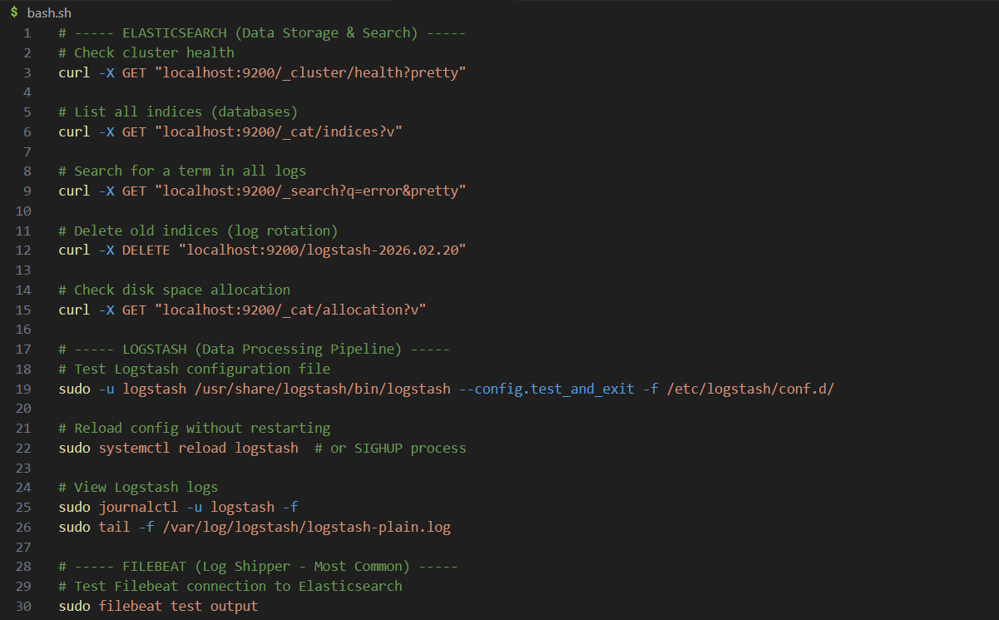 $ bash.sh
1 # ----- ELASTICSEARCH (Data Storage & Search) -----
2 # Check cluster health
3 curl -X GET "localhost:9200/_cluster/health?pretty"
4
5 # List all indices (databases)
6 curl -X GET "localhost:9200/_cat/indices?v"
7
8 # Search for a term in all logs
9 curl -X GET "localhost:9200/_search?q=error&pretty"
10
11 # Delete old indices (log rotation)
12 curl -X DELETE "localhost:9200/logstash-2026.02.20"
13
14 # Check disk space allocation
15 curl -X GET "localhost:9200/_cat/allocation?v"
16
17 # ----- LOGSTASH (Data Processing Pipeline) -----
18 # Test Logstash configuration file
19 sudo -u logstash /usr/share/logstash/bin/logstash --config.test_and_exit -f /etc/logstash/conf.d/
20
21 # Reload config without restarting
22 sudo systemctl reload logstash  # or SIGHUP process
23
24 # View Logstash logs
25 sudo journalctl -u logstash -f
26 sudo tail -f /var/log/logstash/logstash-plain.log
27
28 # ----- FILEBEAT (Log Shipper - Most Common) -----
29 # Test Filebeat connection to Elasticsearch
30 sudo filebeat test output